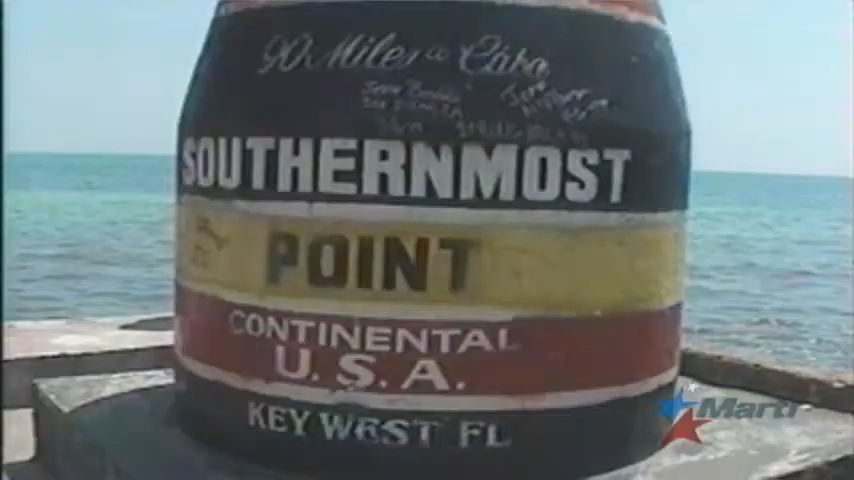 90 Miles to Cuba
SOUTHERNMOST
POINT
CONTINENTAL
U.S.A.
KEY WEST FL
Martí